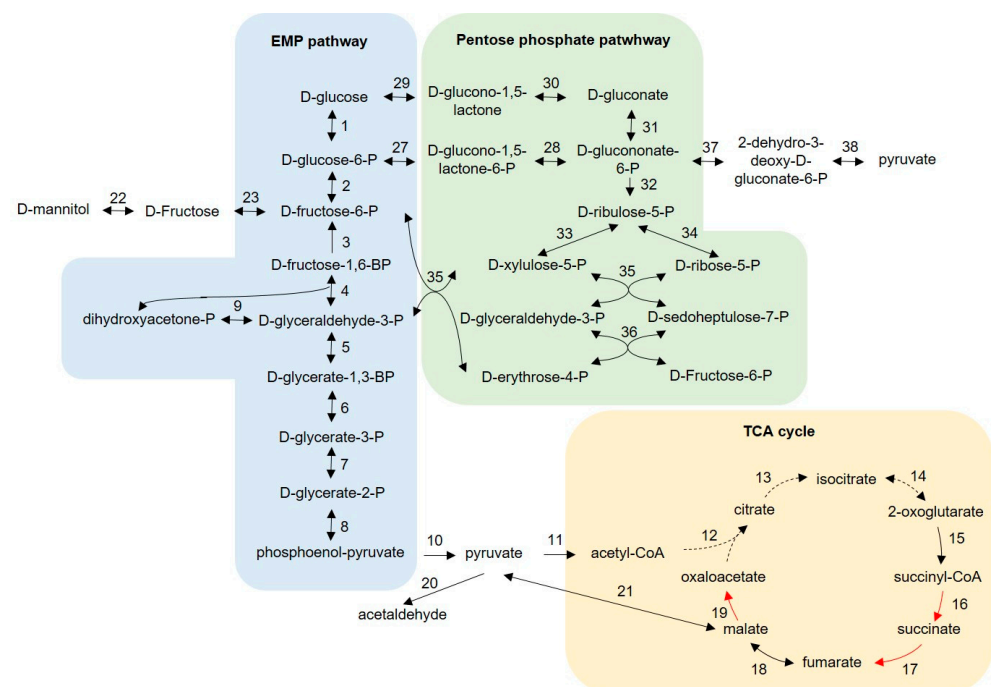 EMP pathway
Pentose phosphate patwhway
29
30
D-glucose
D-glucono-1,5-
lactone
D-gluconate
1
31
D-glucose-6-P
27
D-glucono-1,5-
lactone-6-P
28
D-glucononate-
6-P
37
2-dehydro-3-
deoxy-D-
gluconate-6-P
38
pyruvate
2
32
D-mannitol
22
D-Fructose
23
D-fructose-6-P
D-ribulose-5-P
3
33
34
D-fructose-1,6-BP
35
D-xylulose-5-P
35
D-ribose-5-P
4
dihydroxyacetone-P
9
D-glyceraldehyde-3-P
D-glyceraldehyde-3-P
D-sedoheptulose-7-P
5
36
D-glycerate-1,3-BP
D-erythrose-4-P
D-Fructose-6-P
6
D-glycerate-3-P
TCA cycle
7
13
isocitrate
14
D-glycerate-2-P
citrate
2-oxoglutarate
8
12
15
phosphoenol-pyruvate
10
pyruvate
11
acetyl-CoA
20
oxaloacetate
succinyl-CoA
acetaldehyde
21
19
16
malate
succinate
18
fumarate
17